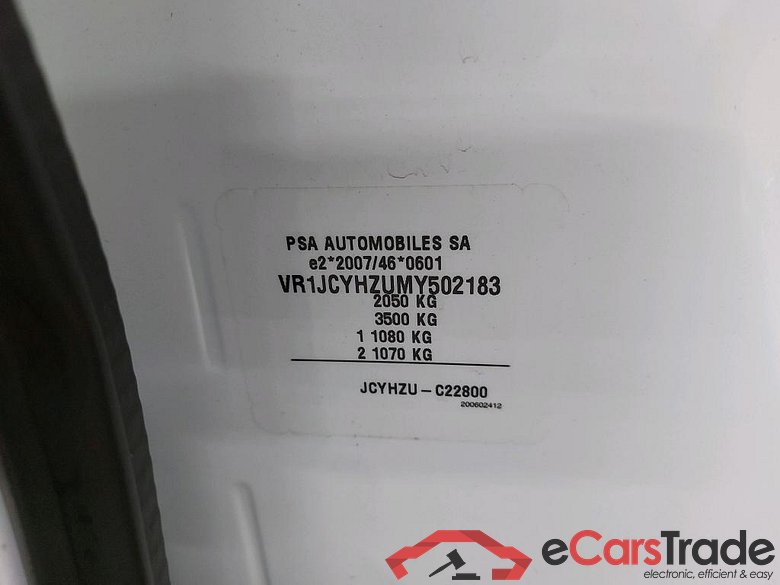 PSA AUTOMOBILES SA
e2*2007/46*0601
VR1JCYHZUMY502183
2050 KG
3500 KG
1 1080 KG
2 1070 KG
JCYHZU - C22800
200602412
eCarsTrade
electronic, efficient & easy